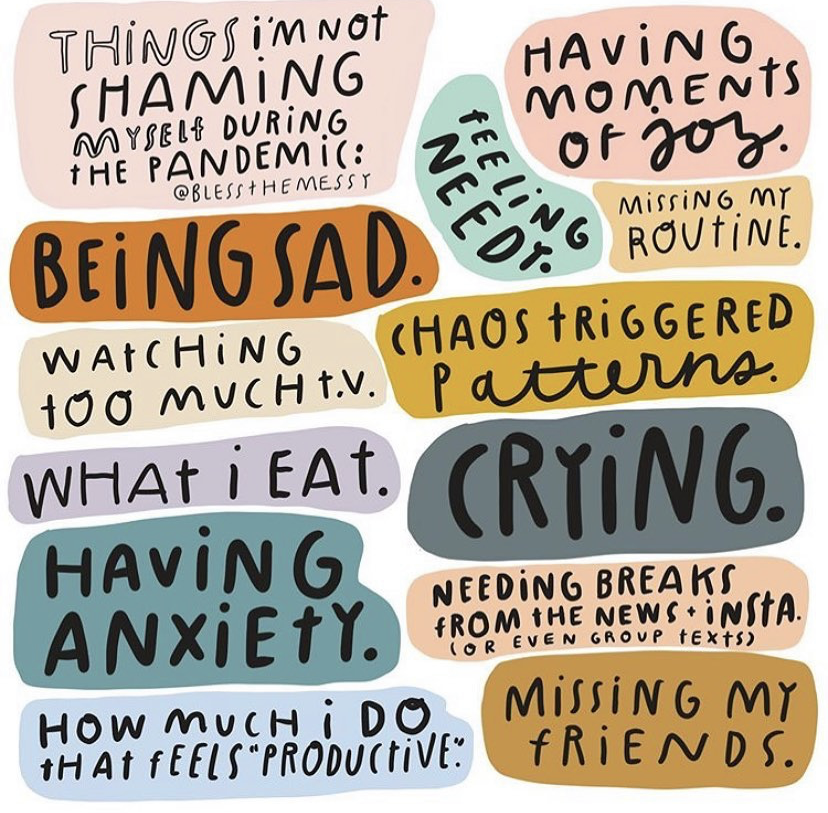 THINGS i'M NOT
SHAMING
MYSELF DURING
THE PANDEMIC:
@BLESSTHEMESSY
HAVING
MOMENTS
OF JOY.
FEELING
NEEDY.
MISSING MY
ROUTINE.
BEING SAD.
CHAOS TRIGGERED
Patterns.
WATCHING
TOO MUCH T.V.
WHAT i EAT.
CRYING.
HAVING
ANXIETY.
NEEDING BREAKS
FROM THE NEWS + INSTA.
(OR EVEN GROUP TEXTS)
HOW MUCH i DO
THAT FEELS "PRODUCTIVE."
MISSING MY
FRIENDS.